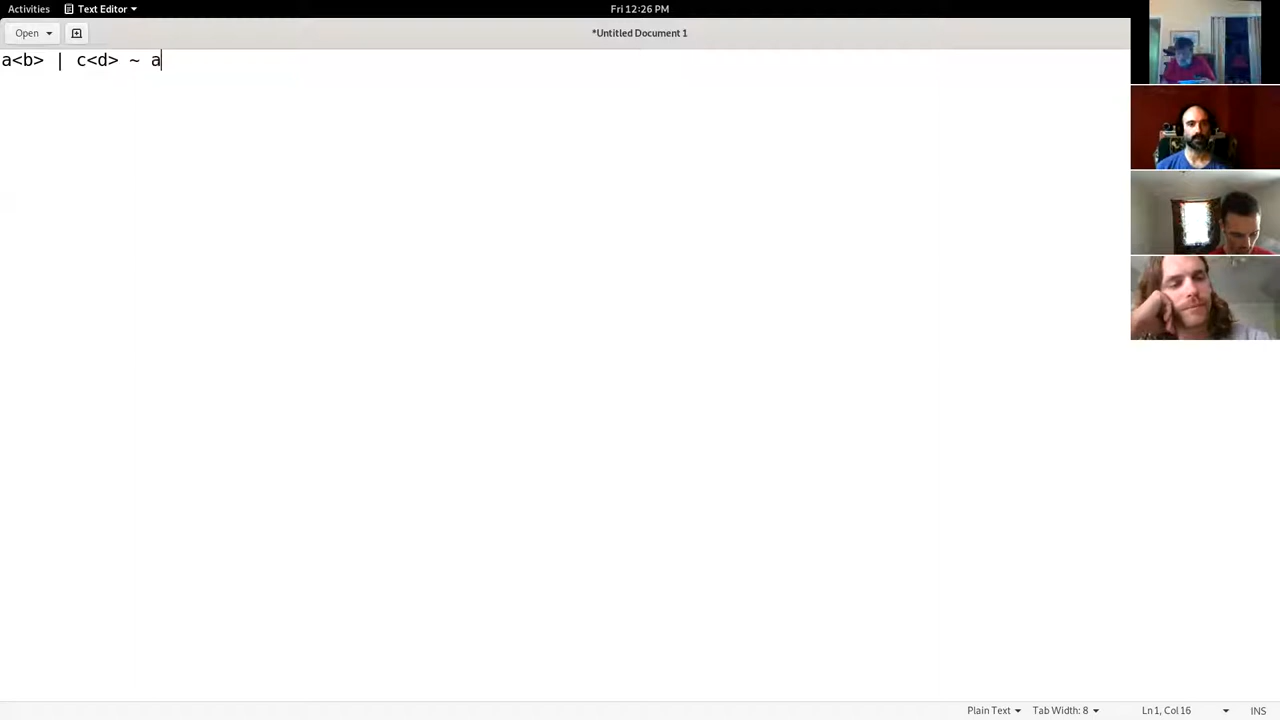 Activities Text Editor Fri 12:26 PM
Open *Untitled Document 1
a<b> | c<d> ~ a
Plain Text Tab Width: 8 Ln 1, Col 16 INS